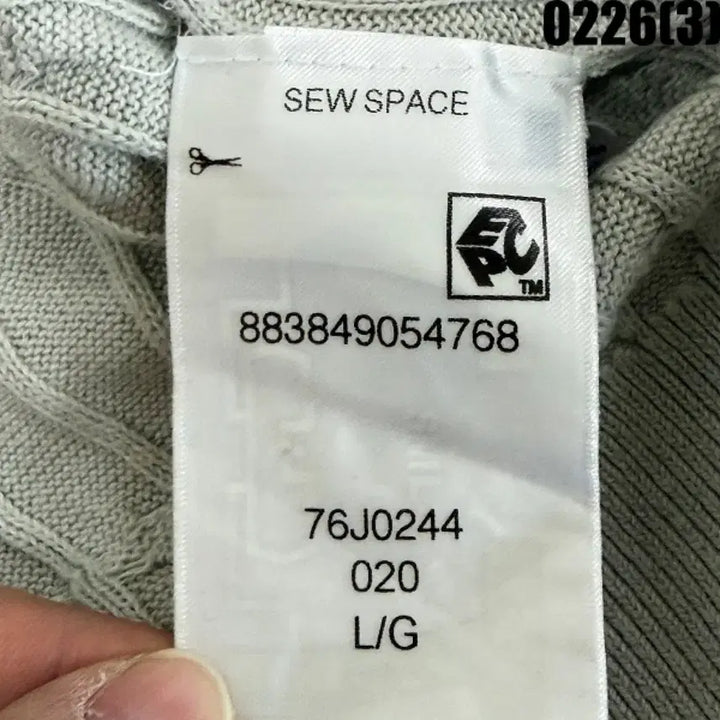 0226(3)
SEW SPACE
EPC
TM
883849054768
76J0244
020
L/G